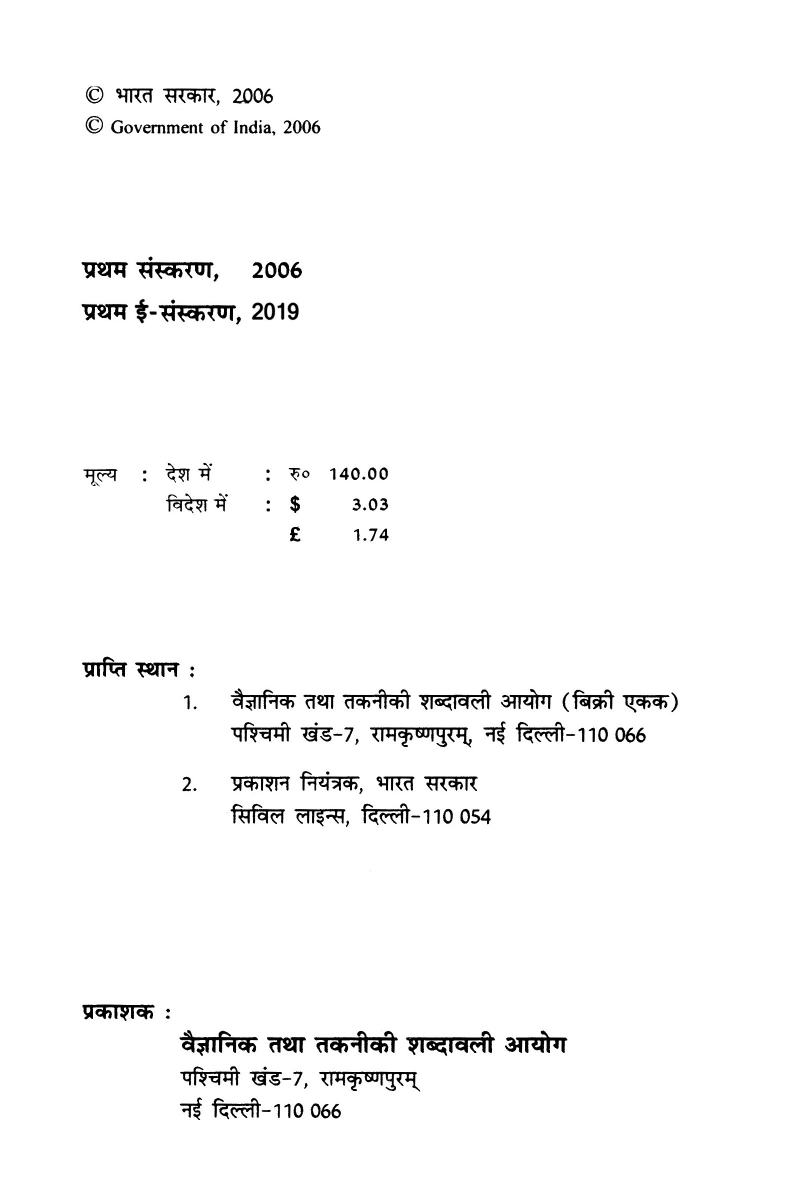 © भारत सरकार, 2006
© Government of India, 2006
प्रथम संस्करण, 2006
प्रथम ई-संस्करण, 2019
मूल्य : देश में : रु० 140.00
विदेश में : $ 3.03
£ 1.74
प्राप्ति स्थान :
1. वैज्ञानिक तथा तकनीकी शब्दावली आयोग (बिक्री एकक)
पश्चिमी खंड-7, रामकृष्णपुरम्, नई दिल्ली-110 066
2. प्रकाशन नियंत्रक, भारत सरकार
सिविल लाइन्स, दिल्ली-110 054
प्रकाशक :
वैज्ञानिक तथा तकनीकी शब्दावली आयोग
पश्चिमी खंड-7, रामकृष्णपुरम्
नई दिल्ली-110 066